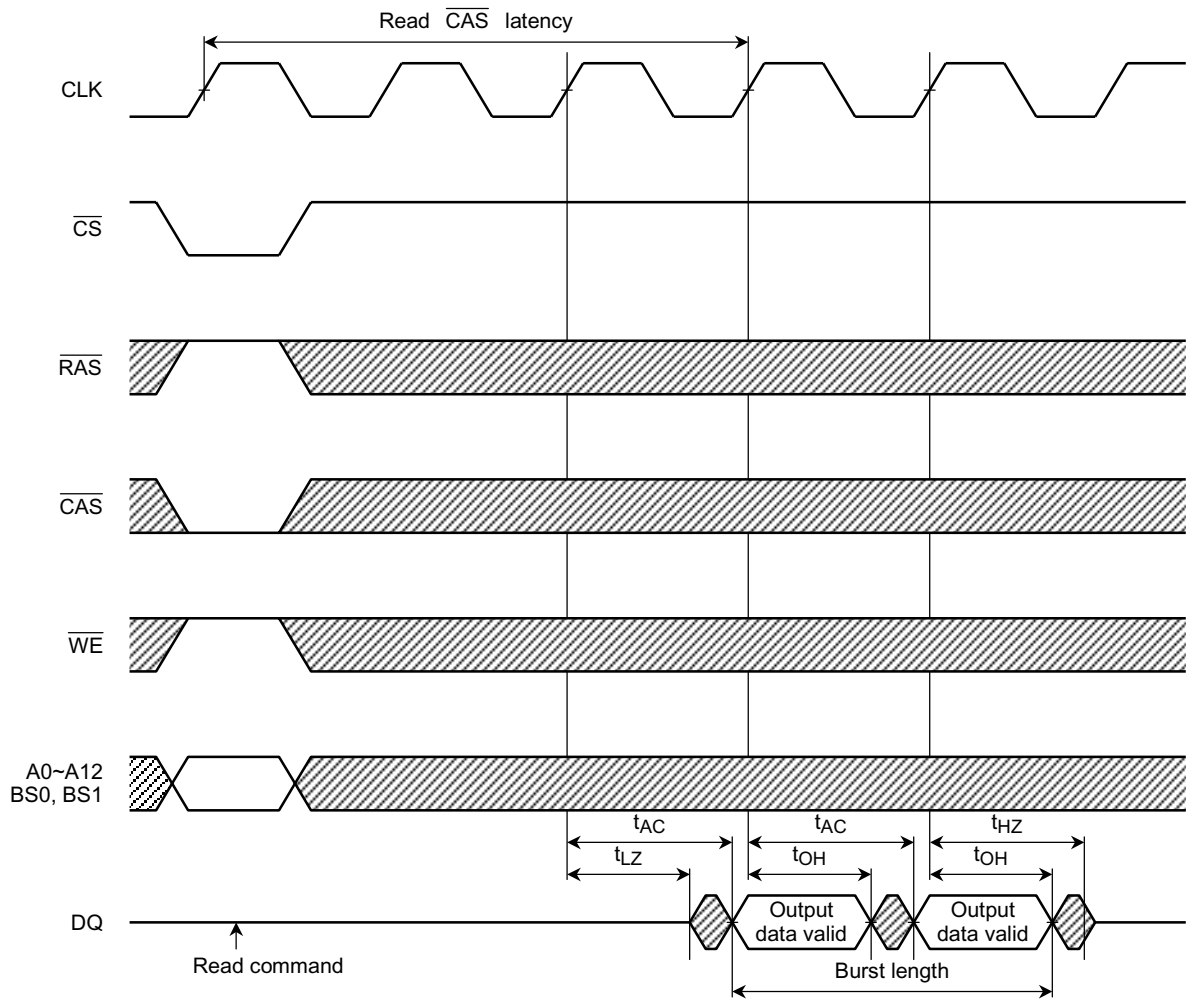 Read CAS latency
CLK
CS
RAS
CAS
WE
A0~A12
BS0, BS1
tAC
tAC
tHZ
tLZ
tOH
tOH
DQ
Output
data valid
Output
data valid
Read command
Burst length